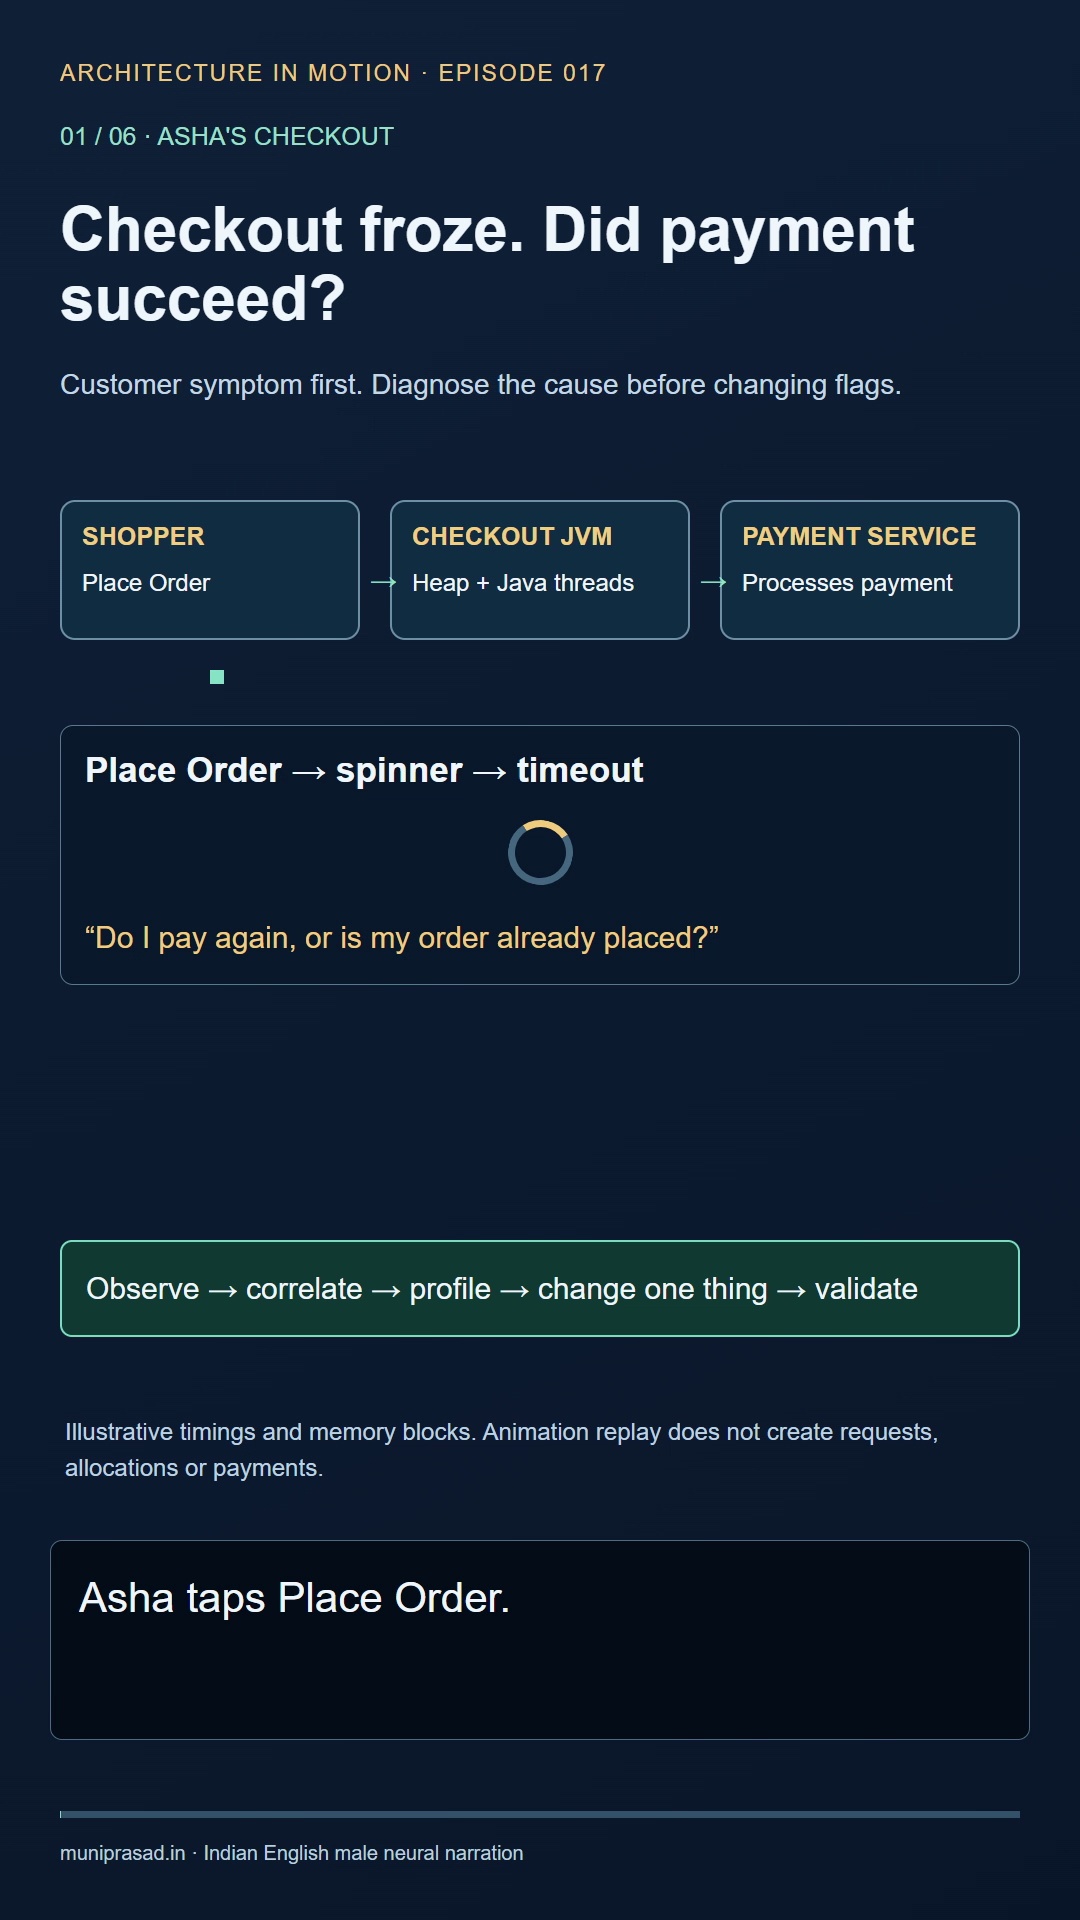 ARCHITECTURE IN MOTION · EPISODE 017
01 / 06 · ASHA'S CHECKOUT
Checkout froze. Did payment
succeed?
Customer symptom first. Diagnose the cause before changing flags.
SHOPPER
Place Order
→
CHECKOUT JVM
Heap + Java threads
→
PAYMENT SERVICE
Processes payment
Place Order → spinner → timeout
“Do I pay again, or is my order already placed?”
Observe → correlate → profile → change one thing → validate
Illustrative timings and memory blocks. Animation replay does not create requests,
allocations or payments.
Asha taps Place Order.
muniprasad.in · Indian English male neural narration